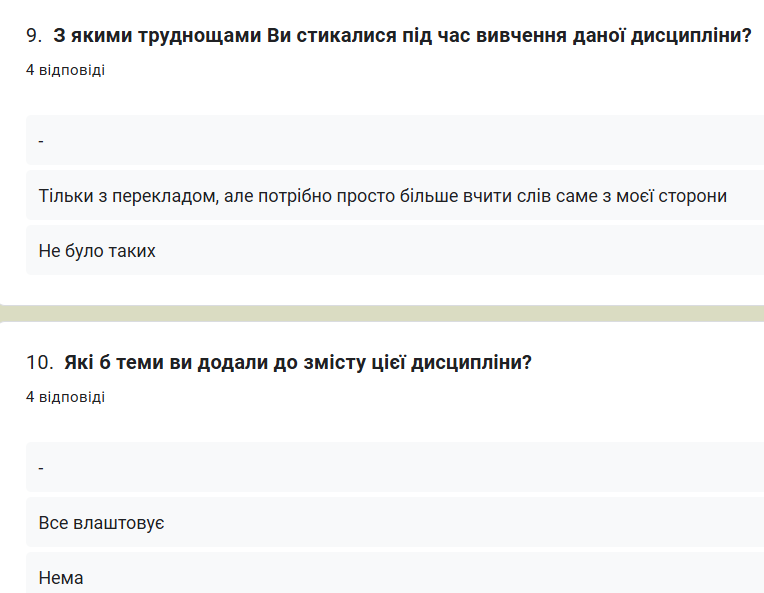 9. З якими труднощами Ви стикалися під час вивчення даної дисципліни?
4 відповіді
-
Тільки з перекладом, але потрібно просто більше вчити слів саме з моєї сторони
Не було таких
10. Які б теми ви додали до змісту цієї дисципліни?
4 відповіді
-
Все влаштовує
Нема